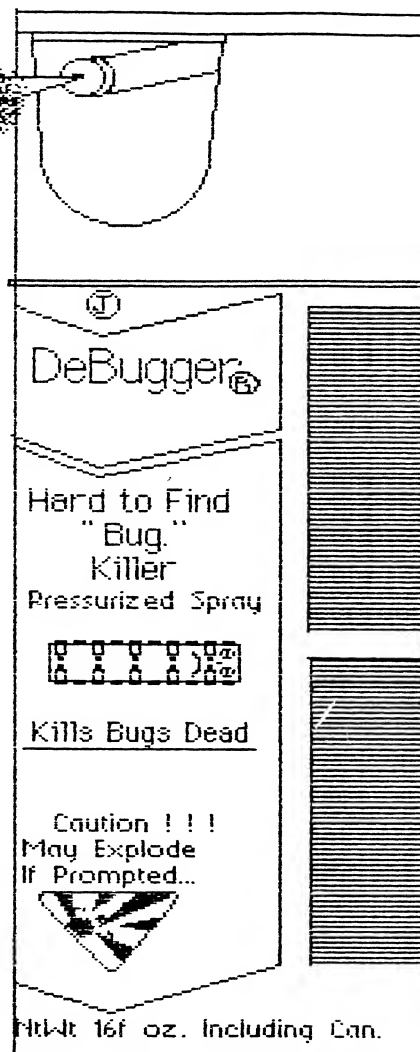 J
DeBugger®
Hard to Find
"Bug."
Killer
Pressurized Spray
Kills Bugs Dead
Caution ! ! !
May Explode
If Prompted...
NtWt 16f oz. Including Can.